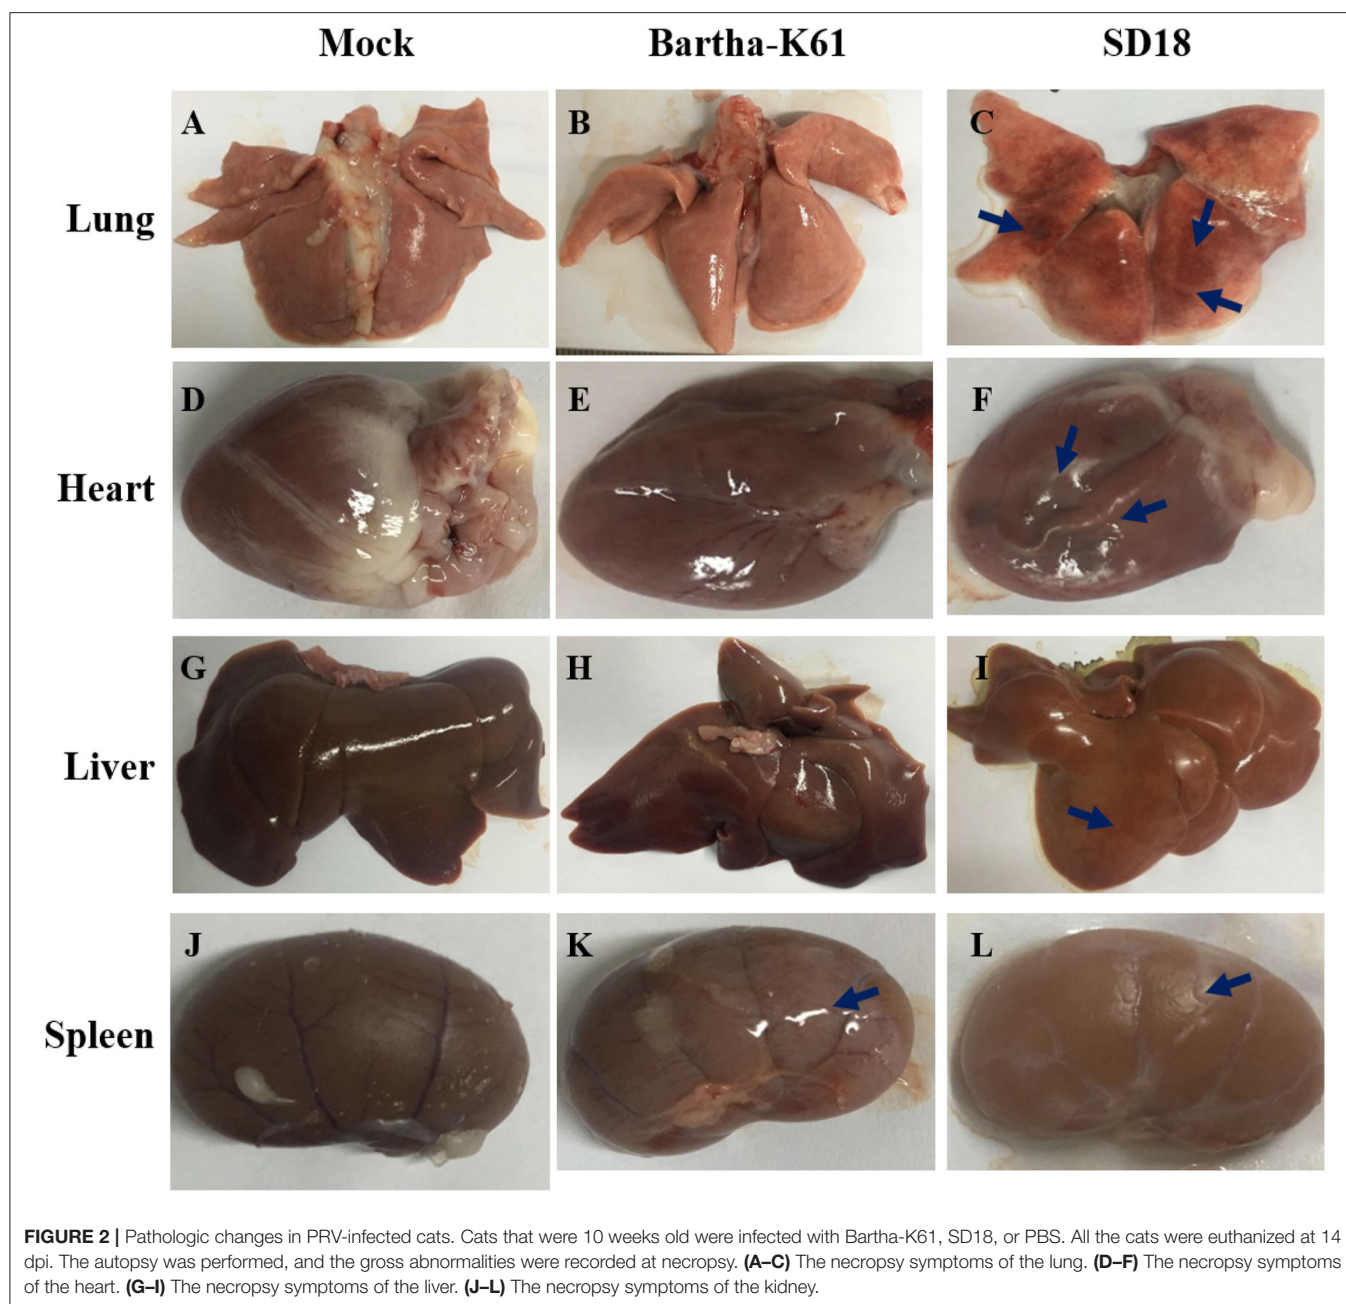 Mock Bartha-K61 SD18
A B C
Lung
D E F
Heart
G H I
Liver
J K L
Spleen
FIGURE 2 | Pathologic changes in PRV-infected cats. Cats that were 10 weeks old were infected with Bartha-K61, SD18, or PBS. All the cats were euthanized at 14
dpi. The autopsy was performed, and the gross abnormalities were recorded at necropsy. (A–C) The necropsy symptoms of the lung. (D–F) The necropsy symptoms
of the heart. (G–I) The necropsy symptoms of the liver. (J–L) The necropsy symptoms of the kidney.